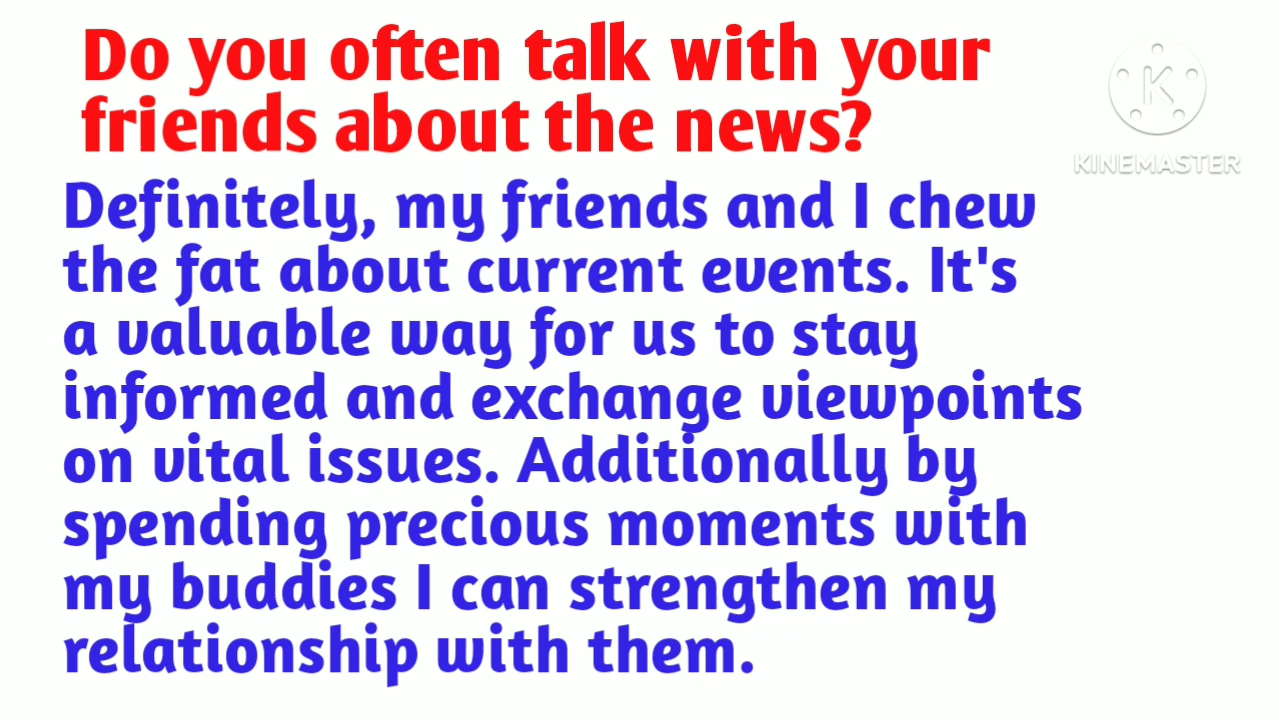 Do you often talk with your
friends about the news?
Definitely, my friends and I chew
the fat about current events. It's
a valuable way for us to stay
informed and exchange viewpoints
on vital issues. Additionally by
spending precious moments with
my buddies I can strengthen my
relationship with them.
K
KINEMASTER